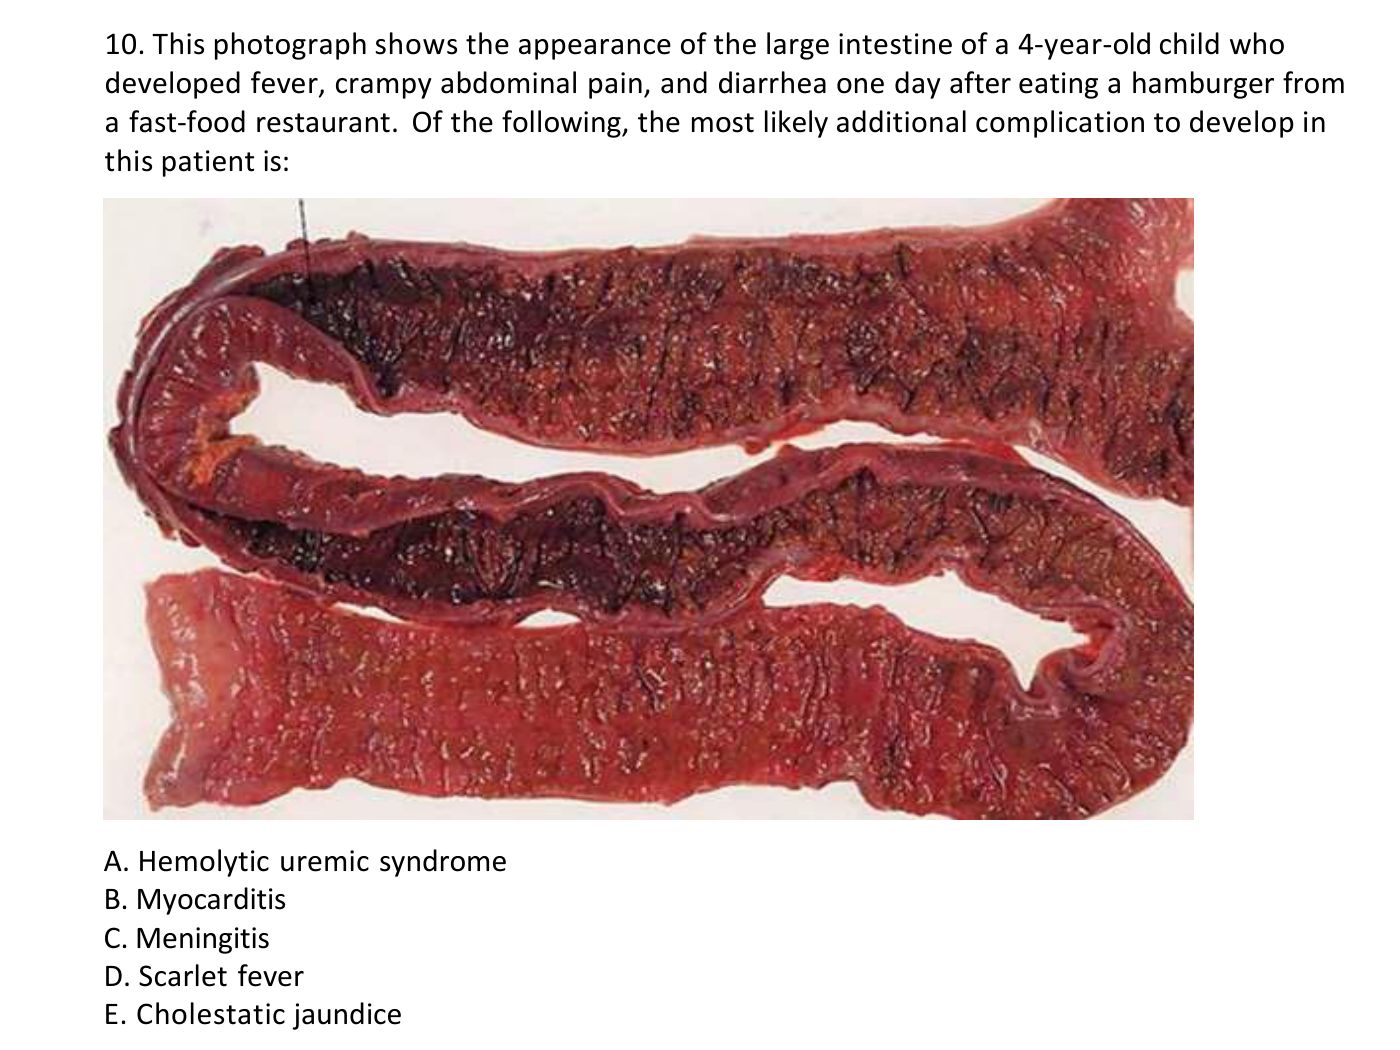 10. This photograph shows the appearance of the large intestine of a 4-year-old child who
developed fever, crampy abdominal pain, and diarrhea one day after eating a hamburger from
a fast-food restaurant.  Of the following, the most likely additional complication to develop in
this patient is:
A. Hemolytic uremic syndrome
B. Myocarditis
C. Meningitis
D. Scarlet fever
E. Cholestatic jaundice